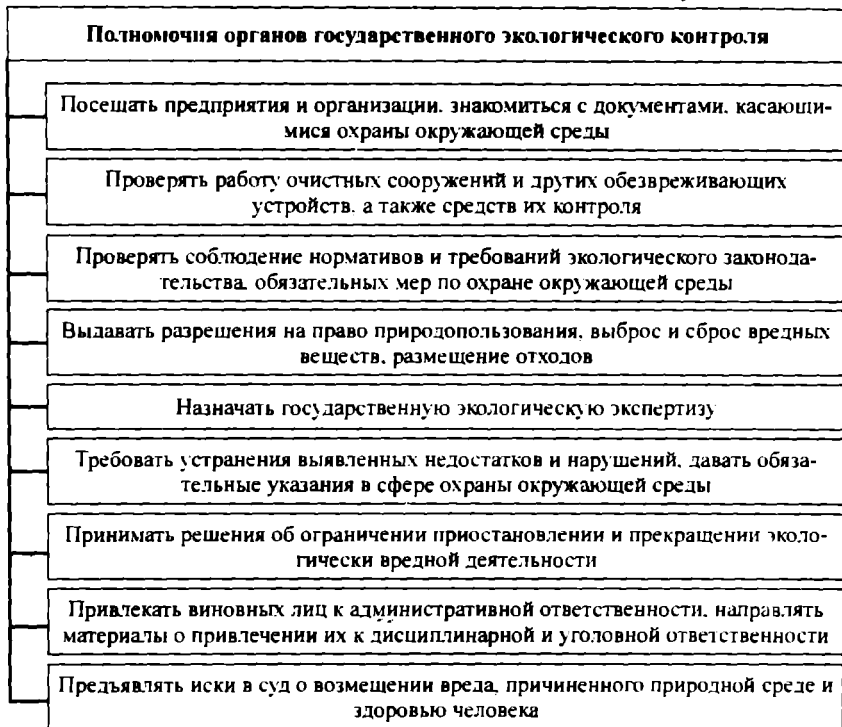 Полномочия органов государственного экологического контроля
Посещать предприятия и организации, знакомиться с документами, касающи-
мися охраны окружающей среды
Проверять работу очистных сооружений и других обезвреживающих
устройств, а также средств их контроля
Проверять соблюдение нормативов и требований экологического законода-
тельства, обязательных мер по охране окружающей среды
Выдавать разрешения на право природопользования, выброс и сброс вредных
веществ, размещение отходов
Назначать государственную экологическую экспертизу
Требовать устранения выявленных недостатков и нарушений, давать обяза-
тельные указания в сфере охраны окружающей среды
Принимать решения об ограничении приостановлении и прекращении эколо-
гически вредной деятельности
Привлекать виновных лиц к административной ответственности, направлять
материалы о привлечении их к дисциплинарной и уголовной ответственности
Предъявлять иски в суд о возмещении вреда, причиненного природной среде и
здоровью человека